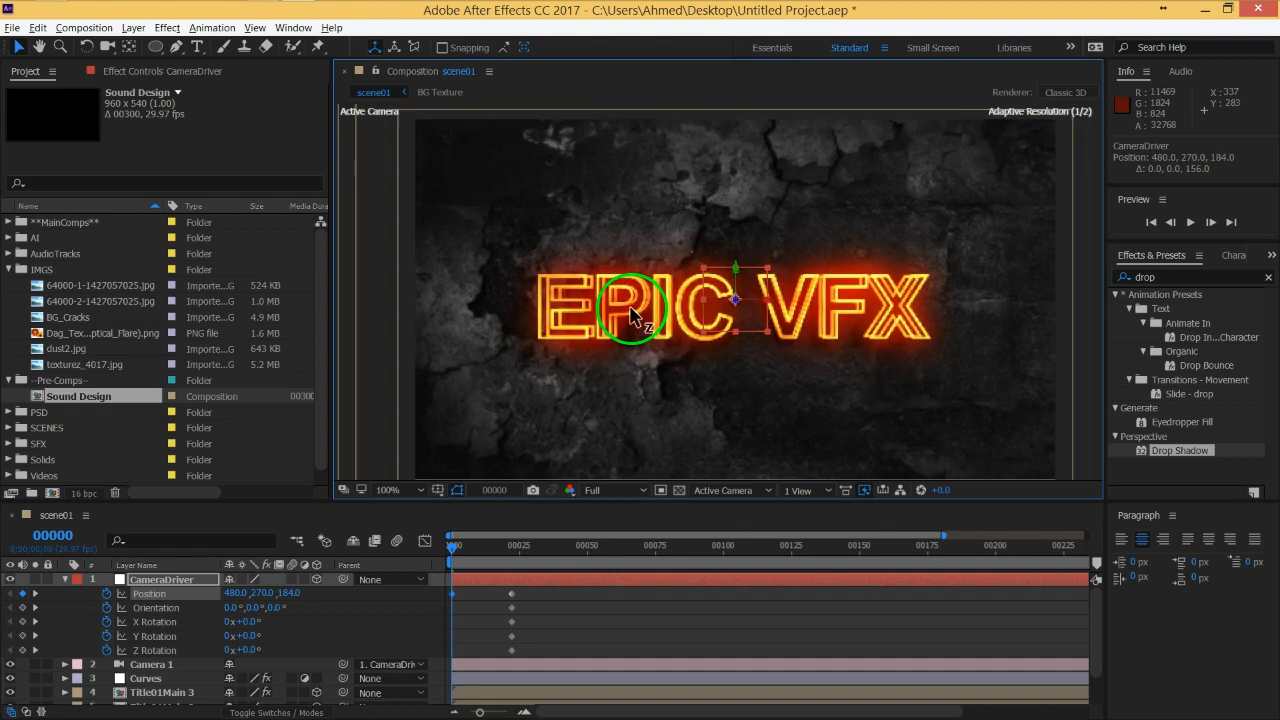 Adobe After Effects CC 2017 - C:\Users\Ahmed\Desktop\Untitled Project.aep *
File Edit Composition Layer Effect Animation View Window Help
Snapping Essentials Standard Small Screen Libraries Search Help
Project Effect Controls CameraDriver
Sound Design
960 x 540 (1.00)
Δ 00300, 29.97 fps
Name Type Size Media Dura
**MainComps** Folder
AI Folder
AudioTracks Folder
IMGS Folder
64000-1-1427057025.jpg Importe...G 524 KB
64000-2-1427057025.jpg Importe...G 1.0 MB
BG_Cracks Importe...G 4.9 MB
Dag_Tex...ptical_Flare).png PNG file 1.6 MB
dust2.jpg Importe...G 643 KB
texturez_4017.jpg Importe...G 5.2 MB
--Pre-Comps-- Folder
Sound Design Composition 00300
PSD Folder
SCENES Folder
SFX Folder
Solids Folder
Videos Folder
16 bpc
Composition scene01
scene01 BG Texture Renderer: Classic 3D
Active Camera Adaptive Resolution (1/2)
EPIC VFX
Z
100% 00000 Full Active Camera 1 View +0.0
Info Audio
R : 11469
G : 1824
B : 824
A : 32768
X : 337
Y : 283
CameraDriver
Position: 480.0, 270.0, 184.0
Δ: 0.0, 0.0, 156.0
Preview
Effects & Presets Chara
drop
* Animation Presets
Text
Animate In
Drop In...Character
Organic
Drop Bounce
Transitions - Movement
Slide - drop
Generate
Eyedropper Fill
Perspective
32 Drop Shadow
Paragraph
0 px 0 px 0 px
0 px 0 px
scene01
00000
0;00;00;00 (29.97 fps)
# Layer Name Parent
00025 00050 00075 00100 00125 00150 00175 00200 00225
1 CameraDriver None
Position 480.0,270.0,184.0
Orientation 0.0°,0.0°,0.0°
X Rotation 0x+0.0°
Y Rotation 0x+0.0°
Z Rotation 0x+0.0°
2 Camera 1 1. CameraDri
3 Curves None
4 Title01Main 3 None
Toggle Switches / Modes